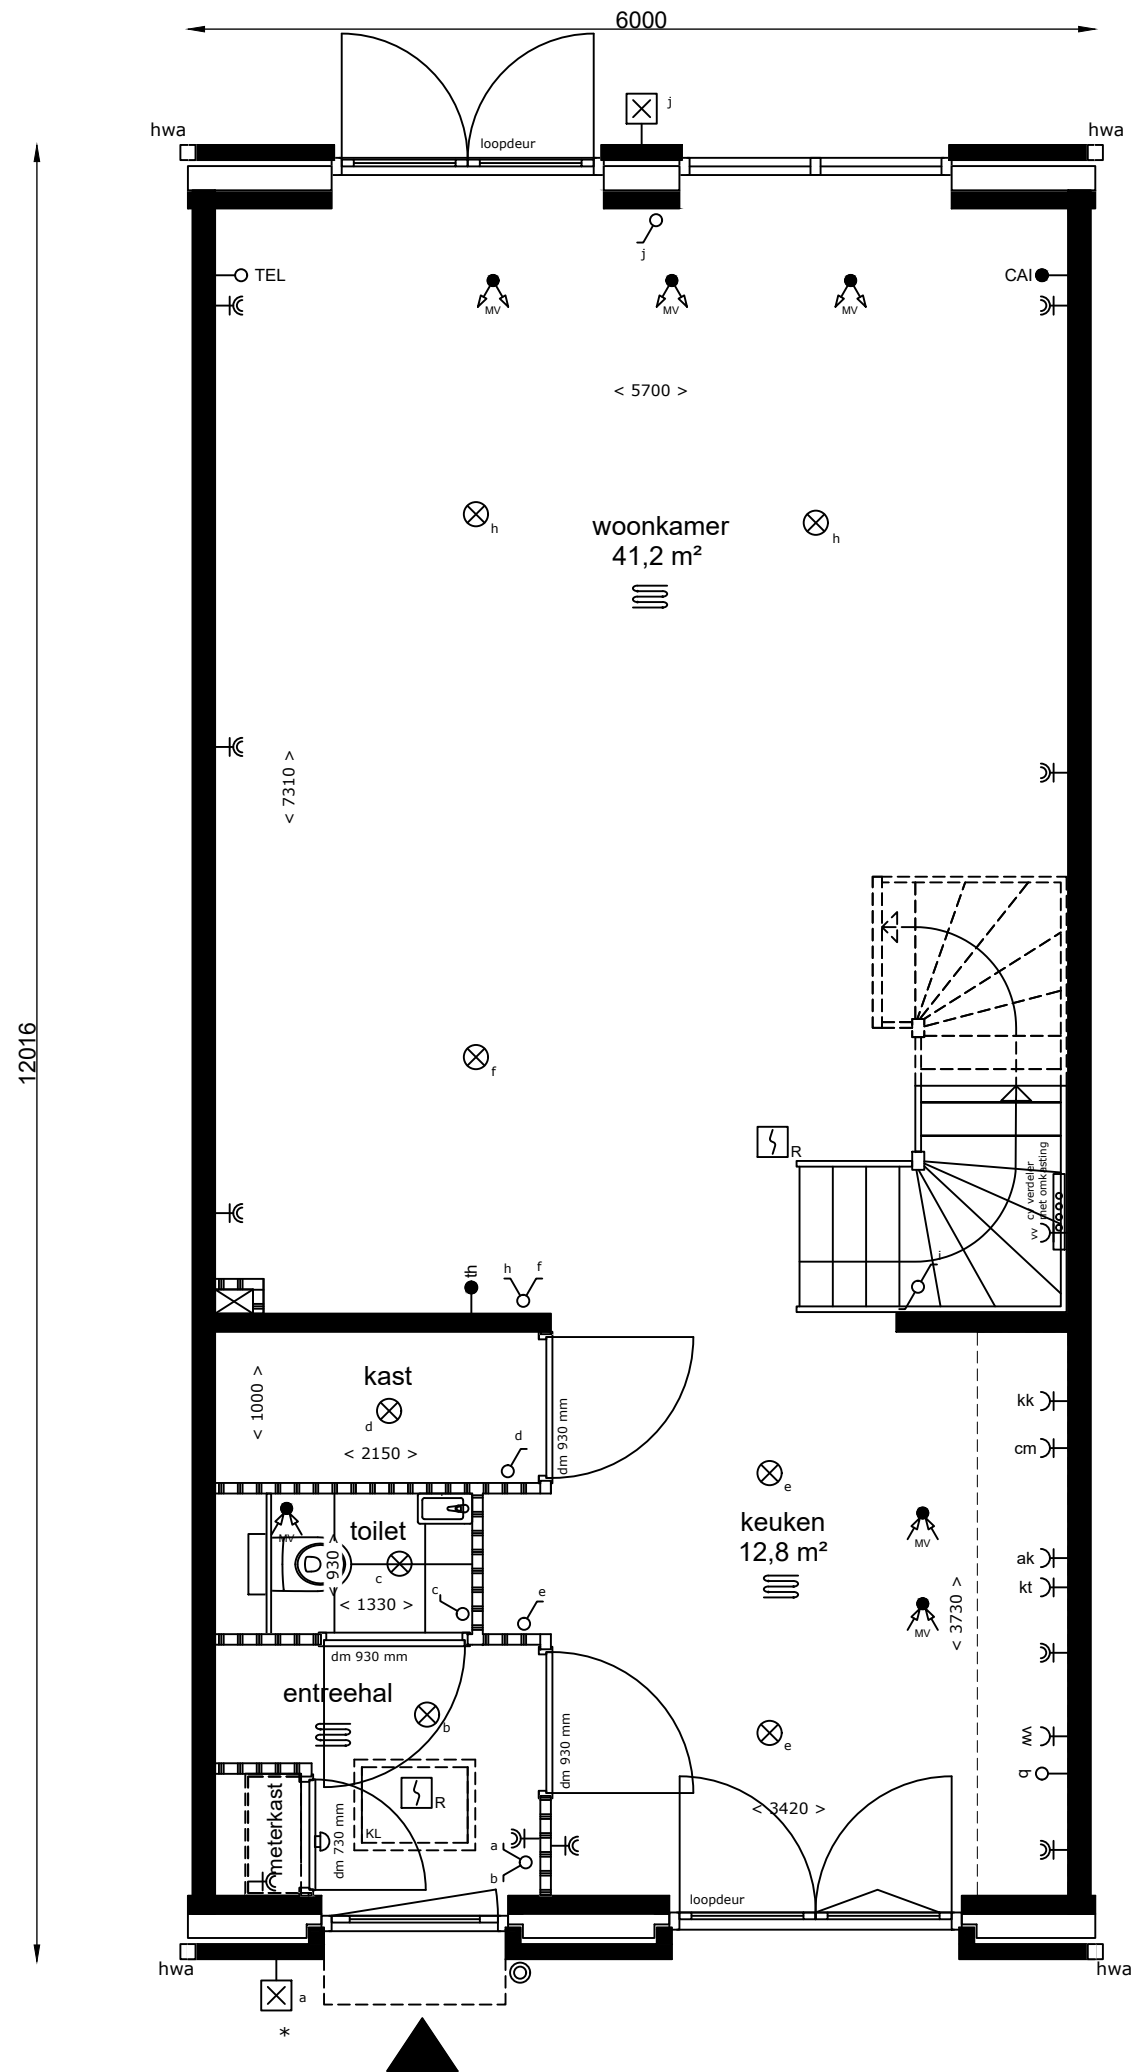 6000
j
hwa
loopdeur
hwa
j
TEL
CAI
MV
MV
MV
< 5700 >
h
woonkamer
41,2 m²
h
< 7310 >
12016
f
R
cv verdeler
met omkasting
vv
th
h
f
i
kast
d
< 1000 >
< 2150 >
d
dm 930 mm
kk
cm
e
keuken
12,8 m²
MV
toilet
MV
< 930 >
c
c
< 1330 >
e
ak
kt
MV
< 3730 >
dm 930 mm
entreehal
b
dm 930 mm
e
vw
q
R
KL
meterkast
dm 730 mm
a
b
< 3420 >
loopdeur
hwa
hwa
a
*